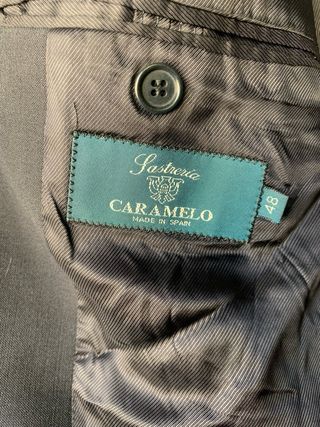 Sastrería
CARAMELO
MADE IN SPAIN
48